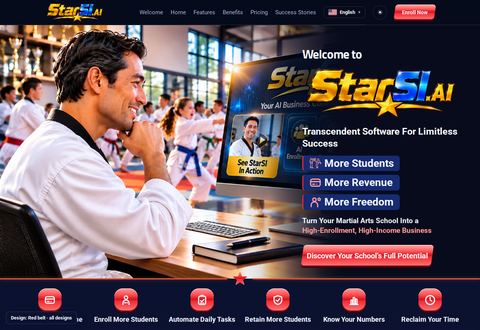 StarSI.AI
Welcome
Home
Features
Benefits
Pricing
Success Stories
English
Enroll Now
Welcome to
StarSI.AI
Transcendent Software For Limitless
Success
More Students
More Revenue
More Freedom
Turn Your Martial Arts School Into a
High-Enrollment, High-Income Business
Discover Your School's Full Potential
Your AI Business
See StarSI
In Action
Enroll More Students
Automate Daily Tasks
Retain More Students
Know Your Numbers
Reclaim Your Time
Design: Red belt - all designs